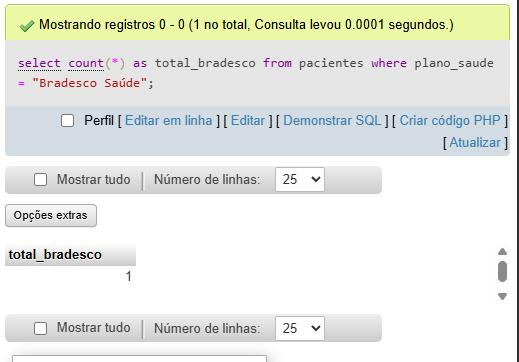 Mostrando registros 0 - 0 (1 no total, Consulta levou 0.0001 segundos.)
select count(*) as total_bradesco from pacientes where plano_saude
= "Bradesco Saúde";
Perfil [ Editar em linha ] [ Editar ] [ Demonstrar SQL ] [ Criar código PHP ]
[ Atualizar ]
Mostrar tudo | Número de linhas: 25
Opções extras
total_bradesco
1
Mostrar tudo | Número de linhas: 25